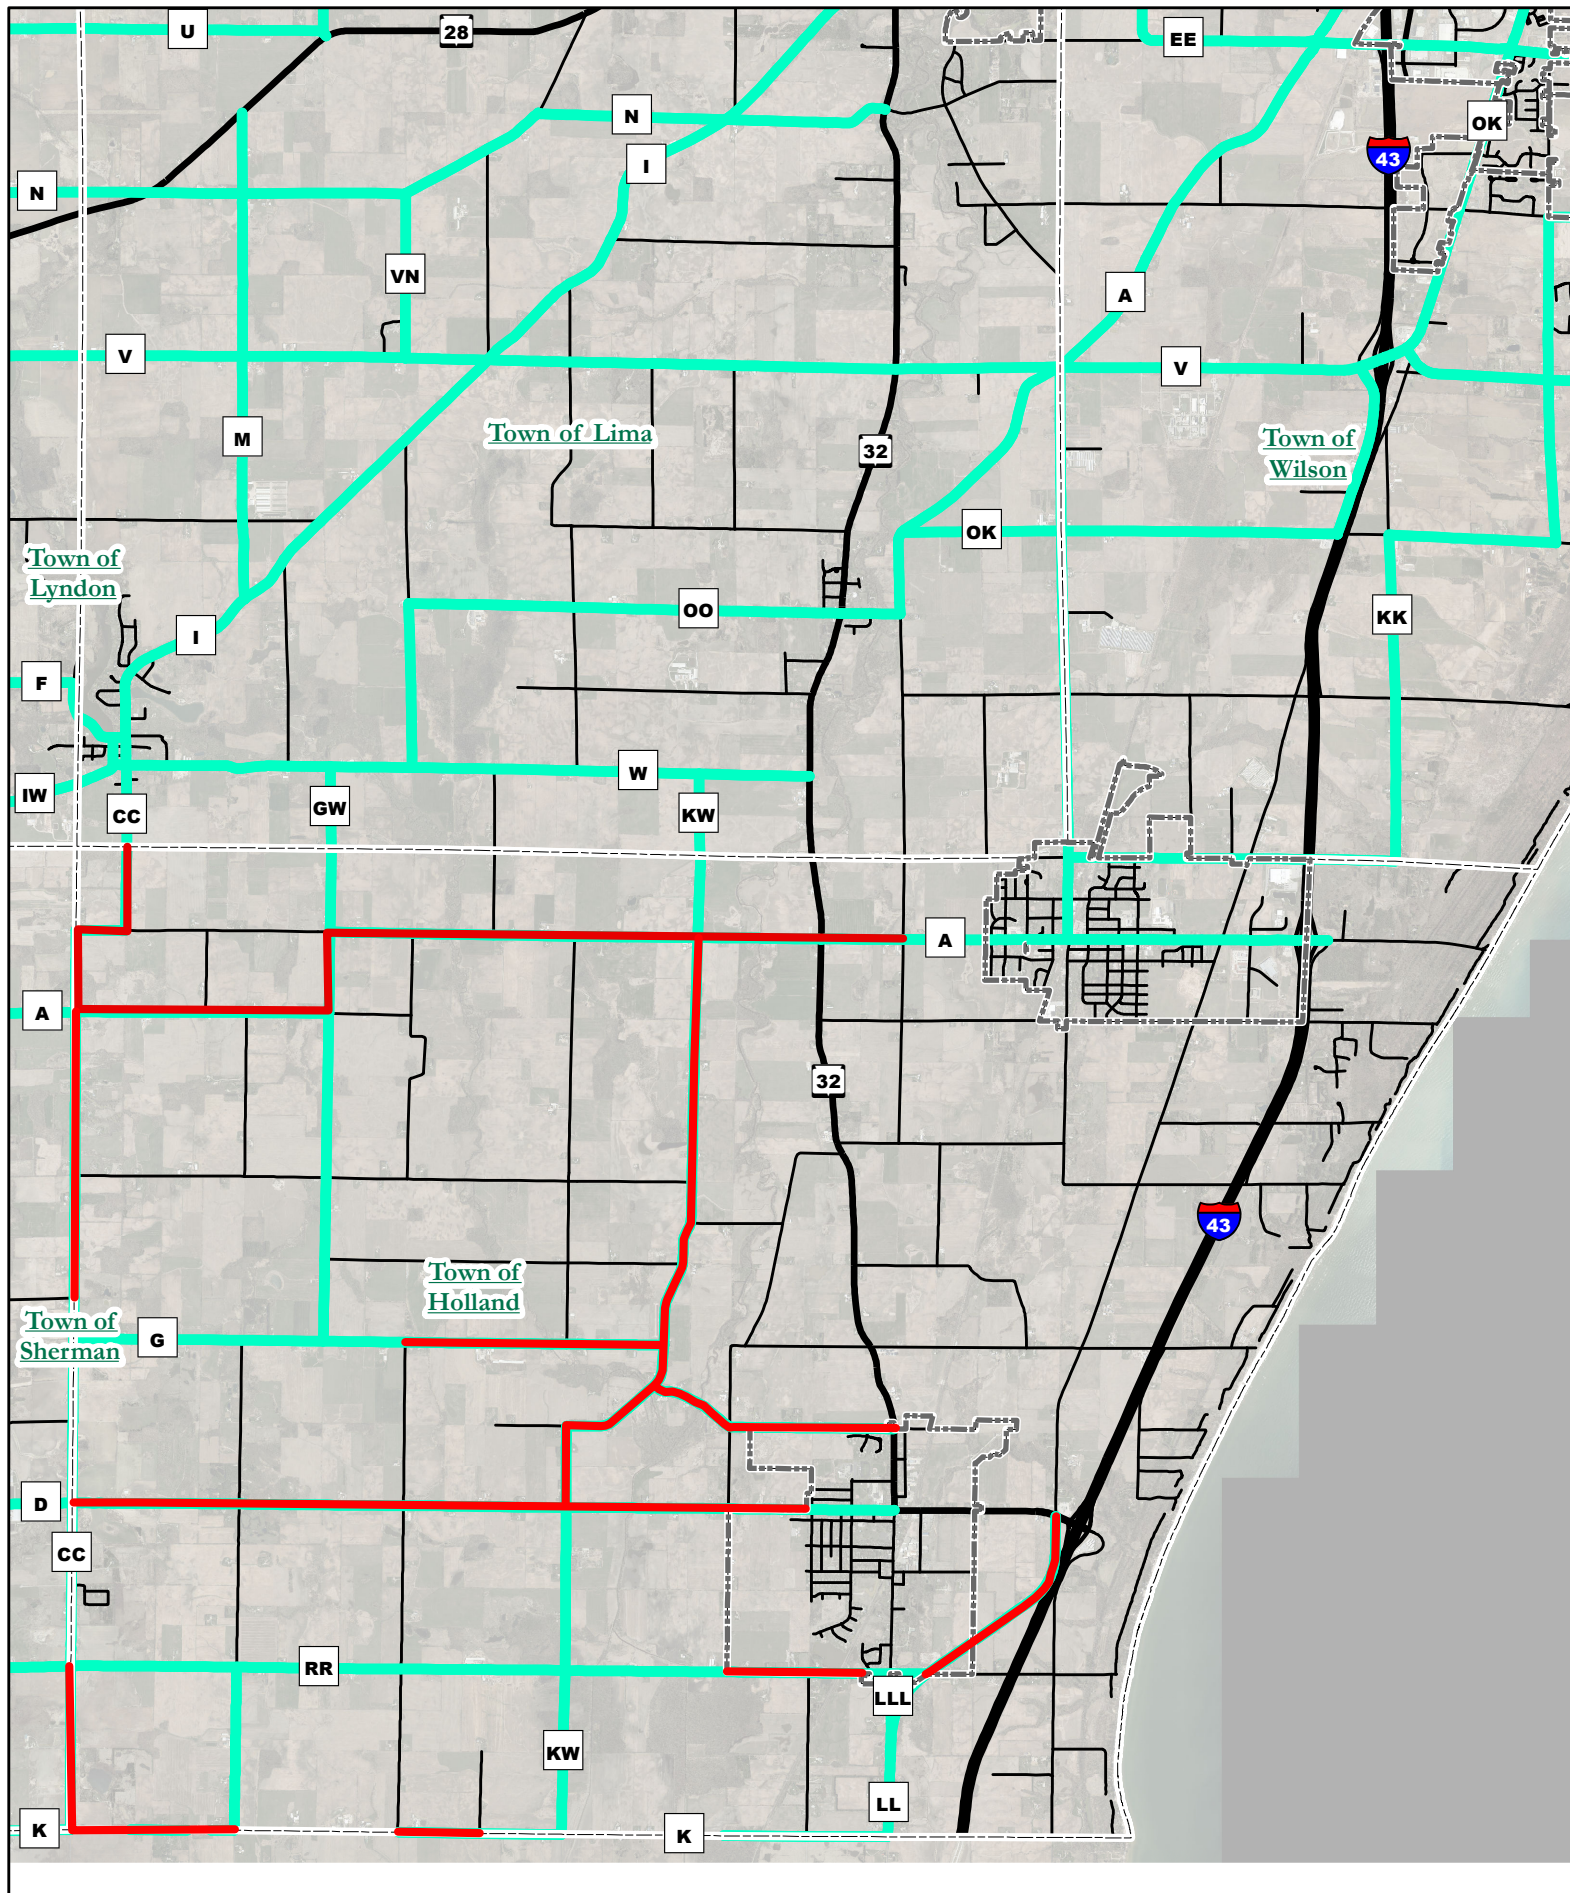 U
28
EE
N
I
OK
43
N
VN
A
V
V
M
Town of Lima
32
Town of
Wilson
OK
Town of
Lyndon
OO
KK
I
F
W
IW
GW
CC
KW
A
A
32
43
Town of
Holland
Town of
Sherman
G
D
CC
RR
LLL
KW
LL
K
K